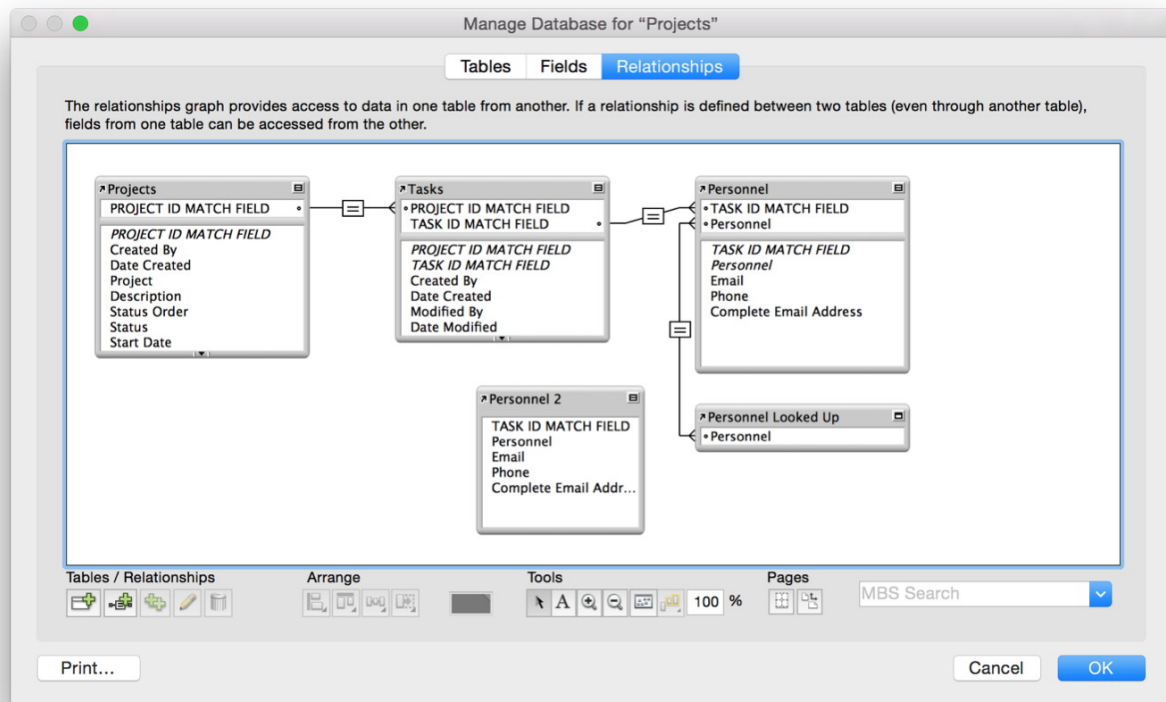 Manage Database for “Projects”
Tables Fields Relationships
The relationships graph provides access to data in one table from another. If a relationship is defined between two tables (even through another table),
fields from one table can be accessed from the other.
Projects
PROJECT ID MATCH FIELD
PROJECT ID MATCH FIELD
Created By
Date Created
Project
Description
Status Order
Status
Start Date
Tasks
PROJECT ID MATCH FIELD
TASK ID MATCH FIELD
PROJECT ID MATCH FIELD
TASK ID MATCH FIELD
Created By
Date Created
Modified By
Date Modified
Personnel
TASK ID MATCH FIELD
Personnel
TASK ID MATCH FIELD
Personnel
Email
Phone
Complete Email Address
Personnel 2
TASK ID MATCH FIELD
Personnel
Email
Phone
Complete Email Addr...
Personnel Looked Up
Personnel
Tables / Relationships Arrange Tools Pages
A 100 % MBS Search
Print... Cancel OK